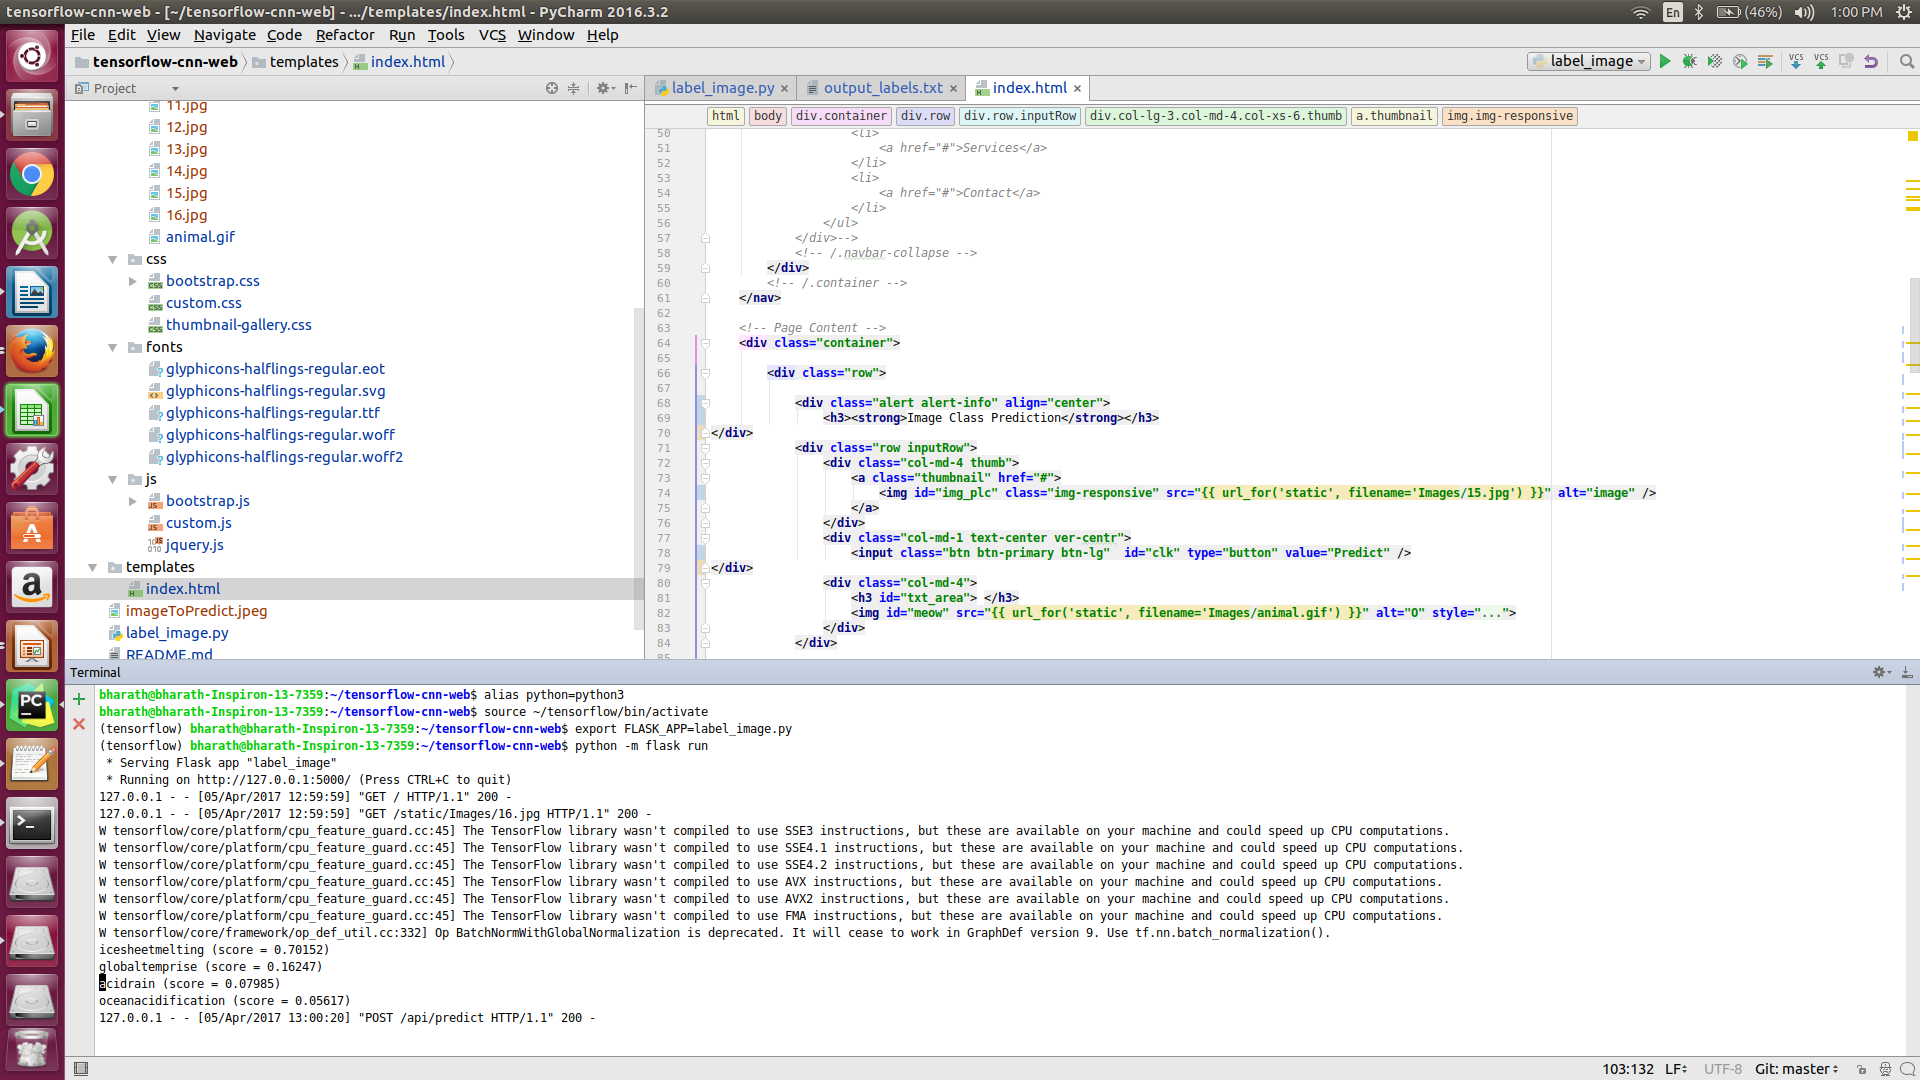 tensorflow-cnn-web - [~/tensorflow-cnn-web] - .../templates/index.html - PyCharm 2016.3.2
En (46%) 1:00 PM
File Edit View Navigate Code Refactor Run Tools VCS Window Help
tensorflow-cnn-web templates index.html label_image
Project
label_image.py output_labels.txt index.html
html body div.container div.row div.row.inputRow div.col-lg-3.col-md-4.col-xs-6.thumb a.thumbnail img.img-responsive
11.jpg
12.jpg
13.jpg
14.jpg
15.jpg
16.jpg
animal.gif
css
bootstrap.css
custom.css
thumbnail-gallery.css
fonts
glyphicons-halflings-regular.eot
glyphicons-halflings-regular.svg
glyphicons-halflings-regular.ttf
glyphicons-halflings-regular.woff
glyphicons-halflings-regular.woff2
js
bootstrap.js
custom.js
jquery.js
templates
index.html
imageToPredict.jpeg
label_image.py
README.md
50 <li>
51 <a href="#">Services</a>
52 </li>
53 <li>
54 <a href="#">Contact</a>
55 </li>
56 </ul>
57 </div>-->
58 <!-- /.navbar-collapse -->
59 </div>
60 <!-- /.container -->
61 </nav>
62
63 <!-- Page Content -->
64 <div class="container">
65
66 <div class="row">
67
68 <div class="alert alert-info" align="center">
69 <h3><strong>Image Class Prediction</strong></h3>
70 </div>
71 <div class="row inputRow">
72 <div class="col-md-4 thumb">
73 <a class="thumbnail" href="#">
74 <img id="img_plc" class="img-responsive" src="{{ url_for('static', filename='Images/15.jpg') }}" alt="image" />
75 </a>
76 </div>
77 <div class="col-md-1 text-center ver-centr">
78 <input class="btn btn-primary btn-lg"  id="clk" type="button" value="Predict" />
79 </div>
80 <div class="col-md-4">
81 <h3 id="txt_area"> </h3>
82 <img id="meow" src="{{ url_for('static', filename='Images/animal.gif') }}" alt="0" style="...">
83 </div>
84 </div>
85
Terminal
bharath@bharath-Inspiron-13-7359:~/tensorflow-cnn-web$ alias python=python3
bharath@bharath-Inspiron-13-7359:~/tensorflow-cnn-web$ source ~/tensorflow/bin/activate
(tensorflow) bharath@bharath-Inspiron-13-7359:~/tensorflow-cnn-web$ export FLASK_APP=label_image.py
(tensorflow) bharath@bharath-Inspiron-13-7359:~/tensorflow-cnn-web$ python -m flask run
* Serving Flask app "label_image"
* Running on http://127.0.0.1:5000/ (Press CTRL+C to quit)
127.0.0.1 - - [05/Apr/2017 12:59:59] "GET / HTTP/1.1" 200 -
127.0.0.1 - - [05/Apr/2017 12:59:59] "GET /static/Images/16.jpg HTTP/1.1" 200 -
W tensorflow/core/platform/cpu_feature_guard.cc:45] The TensorFlow library wasn't compiled to use SSE3 instructions, but these are available on your machine and could speed up CPU computations.
W tensorflow/core/platform/cpu_feature_guard.cc:45] The TensorFlow library wasn't compiled to use SSE4.1 instructions, but these are available on your machine and could speed up CPU computations.
W tensorflow/core/platform/cpu_feature_guard.cc:45] The TensorFlow library wasn't compiled to use SSE4.2 instructions, but these are available on your machine and could speed up CPU computations.
W tensorflow/core/platform/cpu_feature_guard.cc:45] The TensorFlow library wasn't compiled to use AVX instructions, but these are available on your machine and could speed up CPU computations.
W tensorflow/core/platform/cpu_feature_guard.cc:45] The TensorFlow library wasn't compiled to use AVX2 instructions, but these are available on your machine and could speed up CPU computations.
W tensorflow/core/platform/cpu_feature_guard.cc:45] The TensorFlow library wasn't compiled to use FMA instructions, but these are available on your machine and could speed up CPU computations.
W tensorflow/core/framework/op_def_util.cc:332] Op BatchNormWithGlobalNormalization is deprecated. It will cease to work in GraphDef version 9. Use tf.nn.batch_normalization().
icesheetmelting (score = 0.70152)
globaltemprise (score = 0.16247)
acidrain (score = 0.07985)
oceanacidification (score = 0.05617)
127.0.0.1 - - [05/Apr/2017 13:00:20] "POST /api/predict HTTP/1.1" 200 -
103:132 LF UTF-8 Git: master